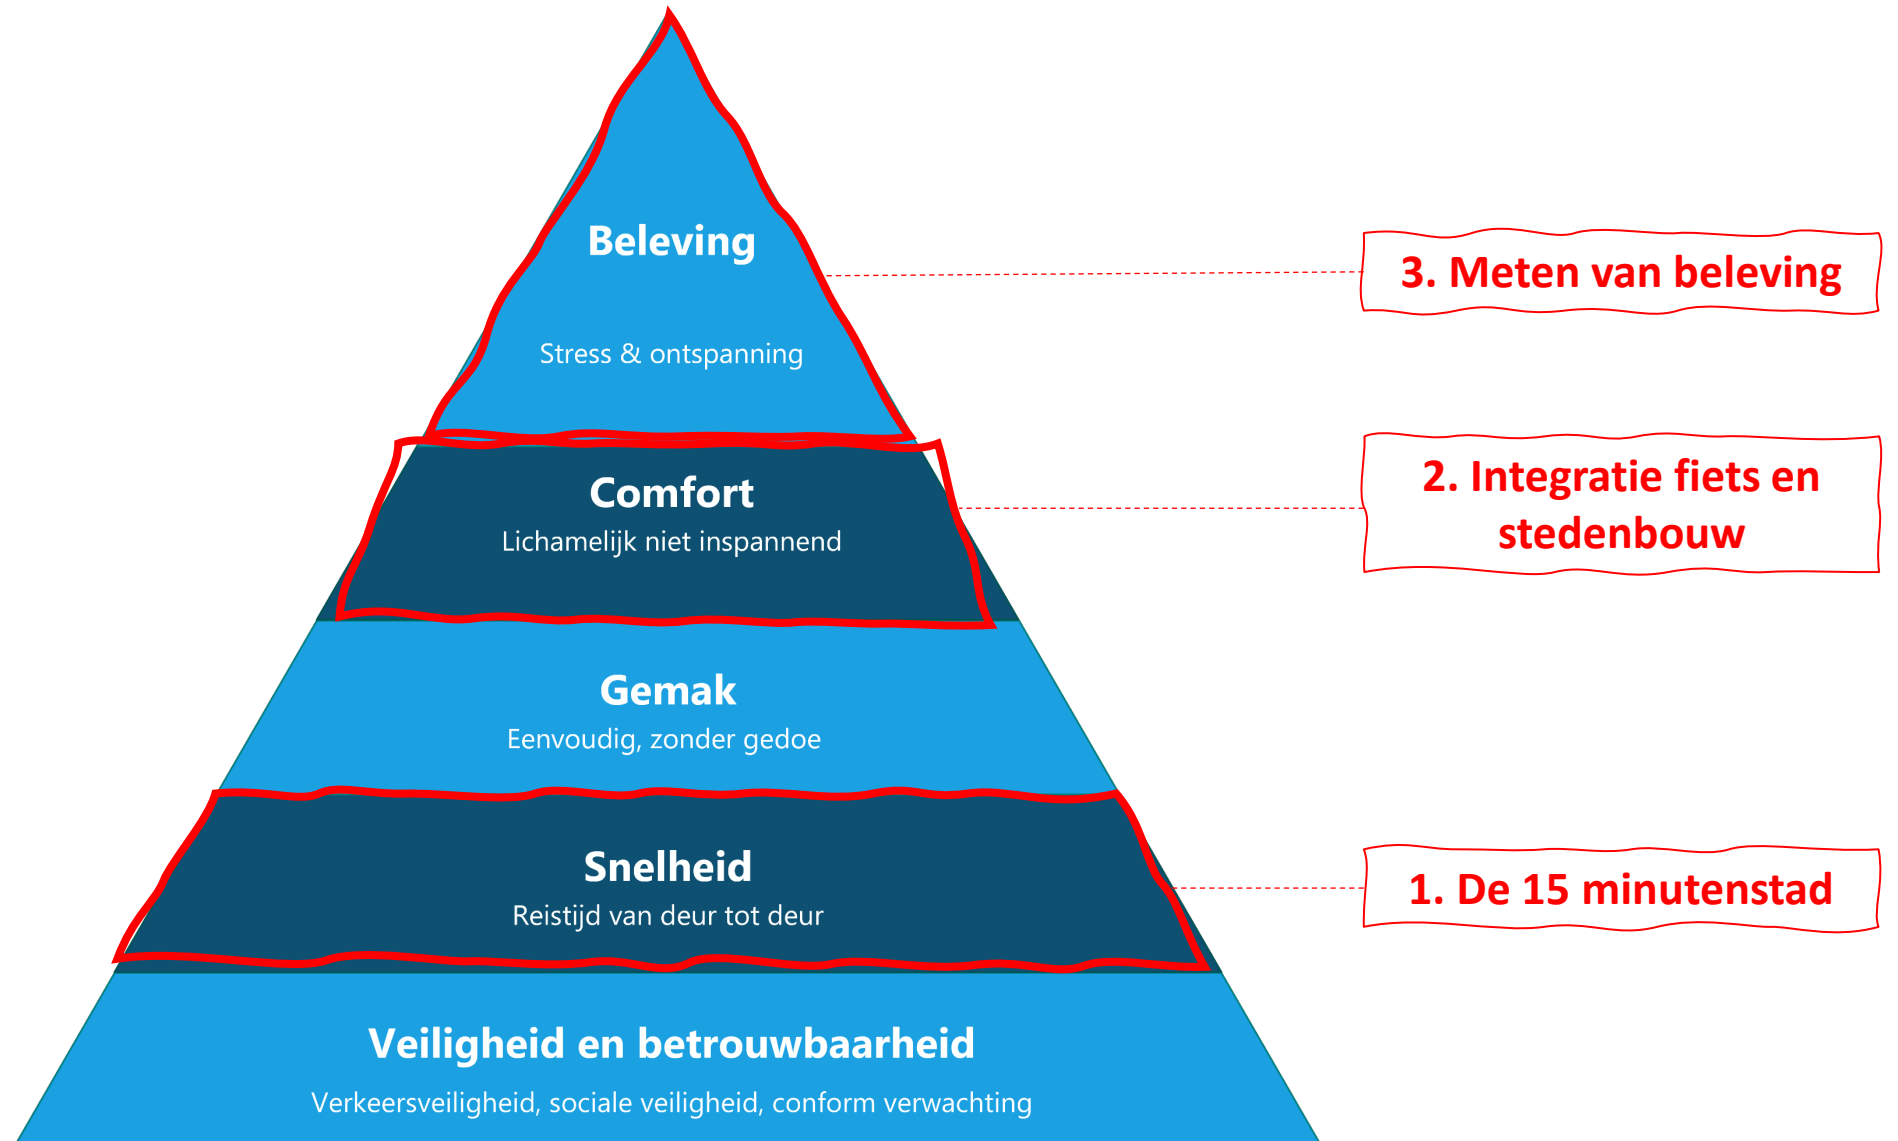 Beleving
Stress & ontspanning
3. Meten van beleving
Comfort
Lichamelijk niet inspannend
2. Integratie fiets en
stedenbouw
Gemak
Eenvoudig, zonder gedoe
Snelheid
Reistijd van deur tot deur
1. De 15 minutenstad
Veiligheid en betrouwbaarheid
Verkeersveiligheid, sociale veiligheid, conform verwachting